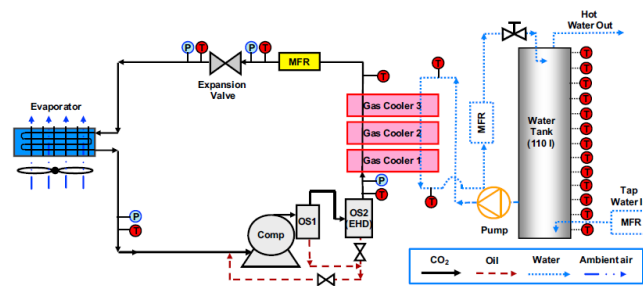 Hot
Water Out
P
T
P
T
MFR
T
T
Expansion
Valve
Evaporator
Gas Cooler 3
Gas Cooler 2
Gas Cooler 1
MFR
Water
Tank
(110 l)
T
T
T
T
T
T
T
T
T
T
T
P
T
T
P
T
Comp
OS1
OS2
(EHD)
Pump
Tap
Water I
MFR
CO2
Oil
Water
Ambient air